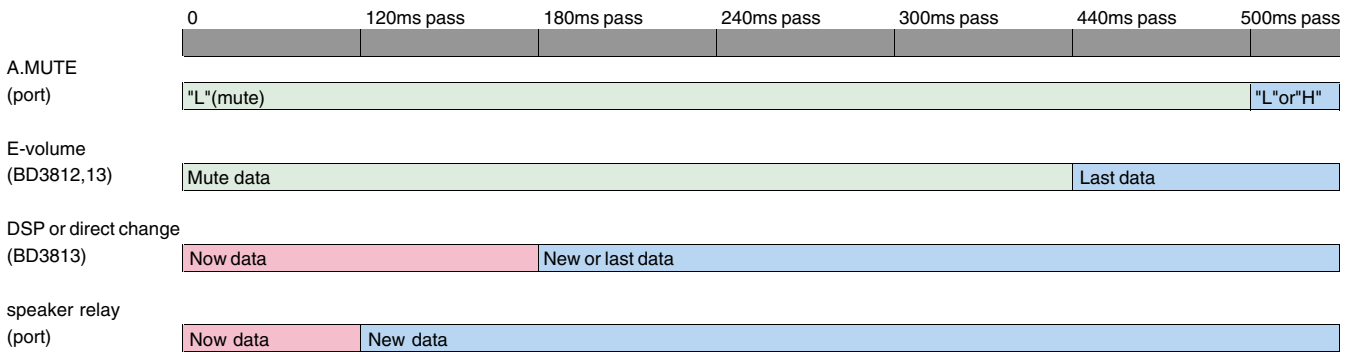 0 120ms pass 180ms pass 240ms pass 300ms pass 440ms pass 500ms pass
A.MUTE
(port) "L"(mute) "L"or"H"
E-volume
(BD3812,13) Mute data Last data
DSP or direct change
(BD3813) Now data New or last data
speaker relay
(port) Now data New data